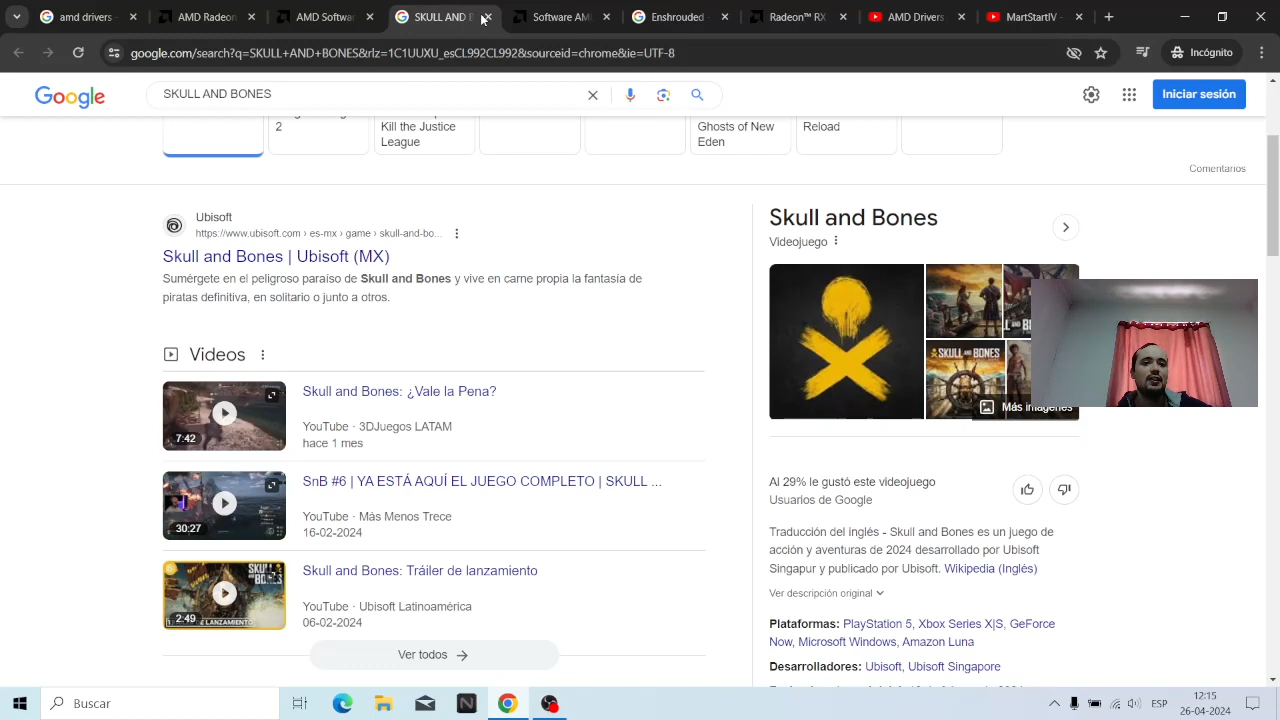 AMD Radeon
AMD Softwar
SKULL AND B
Software AM
Enshrouded
Radeon™ RX
AMD Drivers
MartStartIV –
google.com/search?q=SKULL+AND+BONES&rlz=1C1UUXU_esCL992CL992&sourceid=chrome&ie=UTF-8
Incógnito
Google
SKULL AND BONES
Iniciar sesión
2
Kill the Justice
League
Ghosts of New
Eden
Reload
Comentarios
Ubisoft
https://www.ubisoft.com › es-mx › game › skull-and-bo...
Skull and Bones | Ubisoft (MX)
Sumérgete en el peligroso paraíso de Skull and Bones y vive en carne propia la fantasía de
piratas definitiva, en solitario o junto a otros.
Videos
7:42
Skull and Bones: ¿Vale la Pena?
YouTube · 3DJuegos LATAM
hace 1 mes
30:27
SnB #6 | YA ESTÁ AQUÍ EL JUEGO COMPLETO | SKULL ...
YouTube · Más Menos Trece
16-02-2024
2:49
Skull and Bones: Tráiler de lanzamiento
YouTube · Ubisoft Latinoamérica
06-02-2024
Ver todos
Skull and Bones
Videojuego
SKULL AND BONES
Más imágenes
Al 29% le gustó este videojuego
Usuarios de Google
Traducción del inglés - Skull and Bones es un juego de
acción y aventuras de 2024 desarrollado por Ubisoft
Singapur y publicado por Ubisoft. Wikipedia (Inglés)
Ver descripción original
Plataformas: PlayStation 5, Xbox Series X|S, GeForce
Now, Microsoft Windows, Amazon Luna
Desarrolladores: Ubisoft, Ubisoft Singapore
Buscar
ESP
12:15
26-04-2024